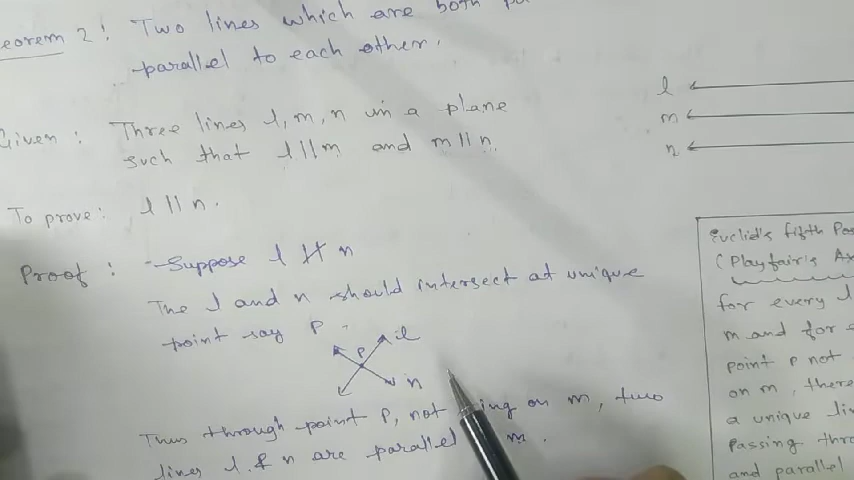 eorem 2: Two lines which are both
parallel to each other.
Given: Three lines l, m, n in a plane
such that l || m and m || n.
To prove: l || n.
Proof: Suppose l ∦ n
The l and n should intersect at unique
point say P.
l
P
n
Thus through point P, not ing on m, two
lines l & n are parallel m.
l
m
n
Euclid's fifth Pos
(Playfair's Ax
for every l
m and for
point P not
on m, there
a unique lin
Passing thro
and parallel